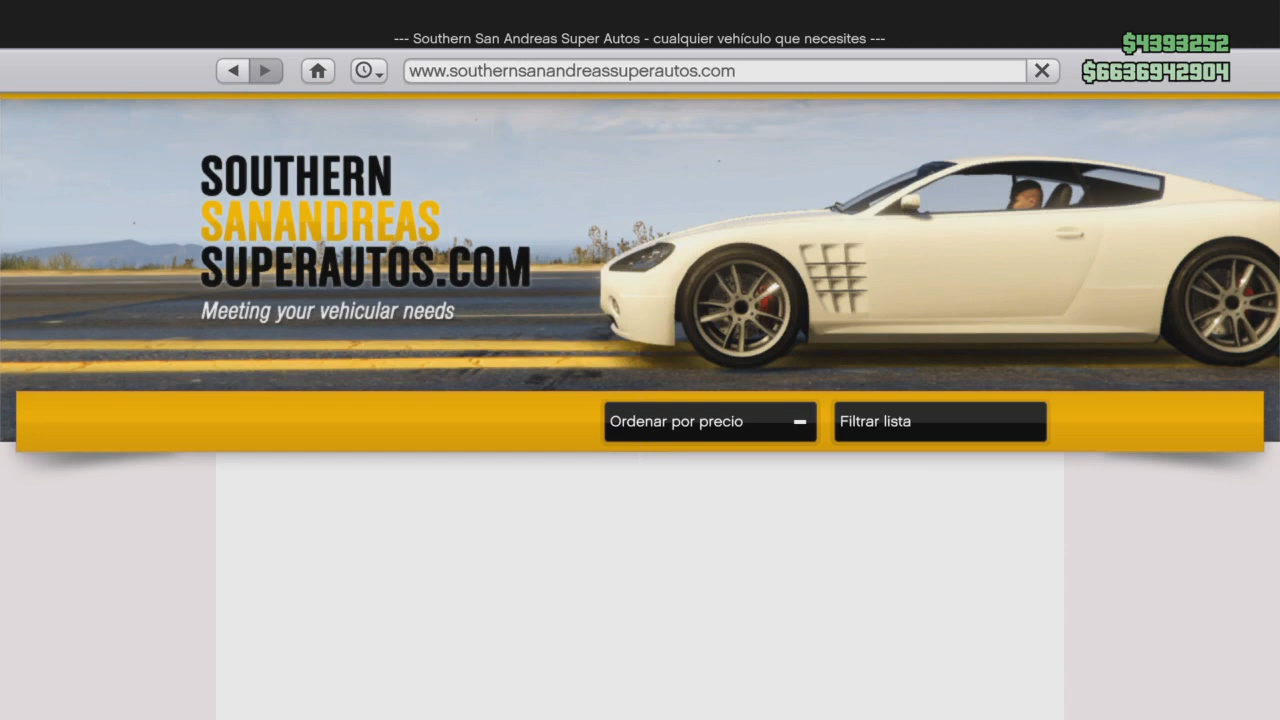 --- Southern San Andreas Super Autos - cualquier vehículo que necesites ---
$4393252
www.southernsanandreassuperautos.com
$6636942904
SOUTHERN
SANANDREAS
SUPERAUTOS.COM
Meeting your vehicular needs
Ordenar por precio
Filtrar lista